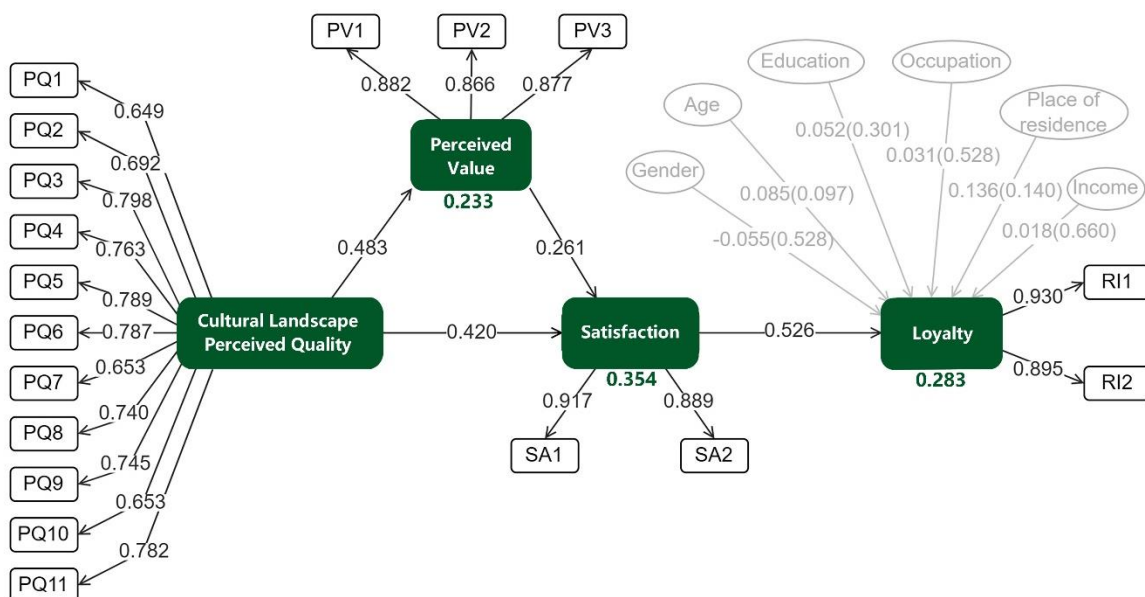 PV1
PV2
PV3
0.882
0.866
0.877
PQ1
PQ2
PQ3
PQ4
PQ5
PQ6
PQ7
PQ8
PQ9
PQ10
PQ11
0.649
0.692
0.798
0.763
0.789
0.787
0.653
0.740
0.745
0.653
0.782
Cultural Landscape
Perceived Quality
0.483
Perceived
Value
0.233
0.261
0.420
Satisfaction
0.354
0.917
0.889
SA1
SA2
0.526
Gender
Age
Education
Occupation
Place of
residence
Income
-0.055(0.528)
0.085(0.097)
0.052(0.301)
0.031(0.528)
0.136(0.140)
0.018(0.660)
Loyalty
0.283
0.930
0.895
RI1
RI2